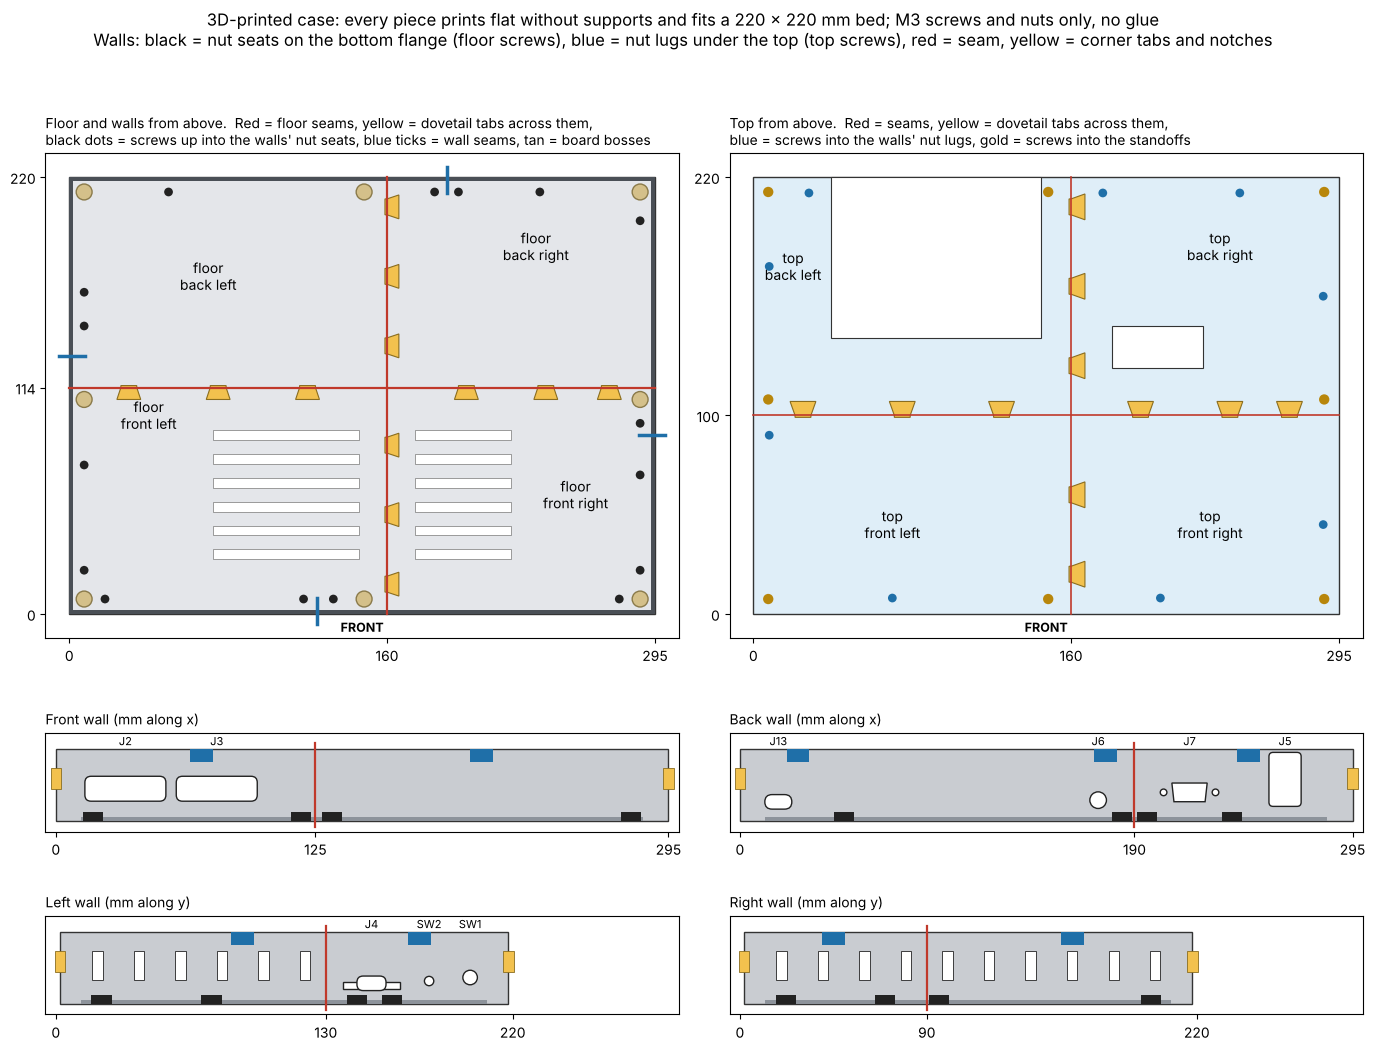 3D-printed case: every piece prints flat without supports and fits a 220 × 220 mm bed; M3 screws and nuts only, no glue
Walls: black = nut seats on the bottom flange (floor screws), blue = nut lugs under the top (top screws), red = seam, yellow = corner tabs and notches
Floor and walls from above.  Red = floor seams, yellow = dovetail tabs across them,
black dots = screws up into the walls' nut seats, blue ticks = wall seams, tan = board bosses
220
114
0
floor
back left
floor
back right
floor
front left
floor
front right
FRONT
0
160
295
Top from above.  Red = seams, yellow = dovetail tabs across them,
blue = screws into the walls' nut lugs, gold = screws into the standoffs
220
100
0
top
back left
top
back right
top
front left
top
front right
FRONT
0
160
295
Front wall (mm along x)
J2
J3
0
125
295
Back wall (mm along x)
J13
J6
J7
J5
0
190
295
Left wall (mm along y)
J4
SW2
SW1
0
130
220
Right wall (mm along y)
0
90
220